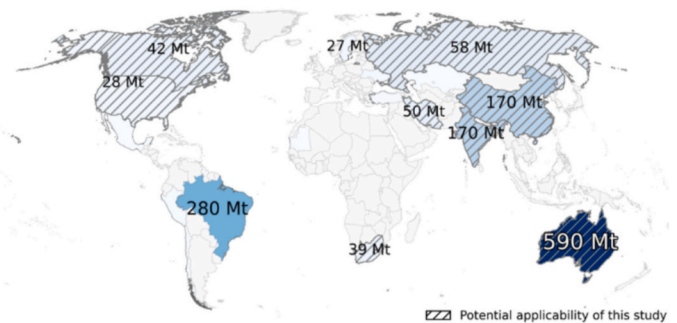 42 Mt
27 Mt
58 Mt
28 Mt
50 Mt
170 Mt
170 Mt
280 Mt
39 Mt
590 Mt
Potential applicability of this study